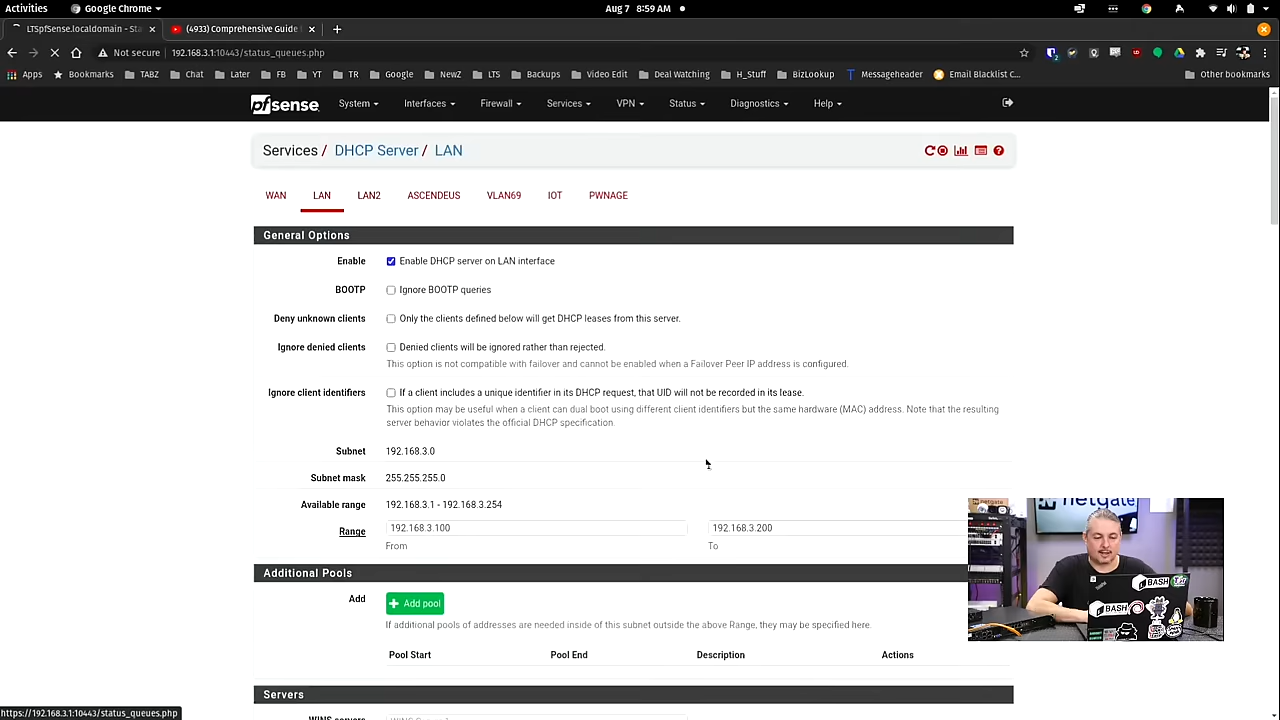 Activities
Google Chrome
Aug 7 8:59 AM
LTSpfSense.localdomain - Sta
(4933) Comprehensive Guide
Not secure
192.168.3.1:10443/status_queues.php
Apps
Bookmarks
TABZ
Chat
Later
FB
YT
TR
Google
NewZ
LTS
Backups
Video Edit
Deal Watching
H_Stuff
BizLookup
Messageheader
Email Blacklist C...
Other bookmarks
pfsense
System
Interfaces
Firewall
Services
VPN
Status
Diagnostics
Help
Services / DHCP Server / LAN
WAN
LAN
LAN2
ASCENDEUS
VLAN69
IOT
PWNAGE
General Options
Enable
Enable DHCP server on LAN interface
BOOTP
Ignore BOOTP queries
Deny unknown clients
Only the clients defined below will get DHCP leases from this server.
Ignore denied clients
Denied clients will be ignored rather than rejected.
This option is not compatible with failover and cannot be enabled when a Failover Peer IP address is configured.
Ignore client identifiers
If a client includes a unique identifier in its DHCP request, that UID will not be recorded in its lease.
This option may be useful when a client can dual boot using different client identifiers but the same hardware (MAC) address. Note that the resulting
server behavior violates the official DHCP specification.
Subnet
192.168.3.0
Subnet mask
255.255.255.0
Available range
192.168.3.1 - 192.168.3.254
Range
192.168.3.100
192.168.3.200
From
To
netgate
BASH
BASH
Additional Pools
Add
Add pool
If additional pools of addresses are needed inside of this subnet outside the above Range, they may be specified here.
Pool Start
Pool End
Description
Actions
Servers
WINS servers
https://192.168.3.1:10443/status_queues.php